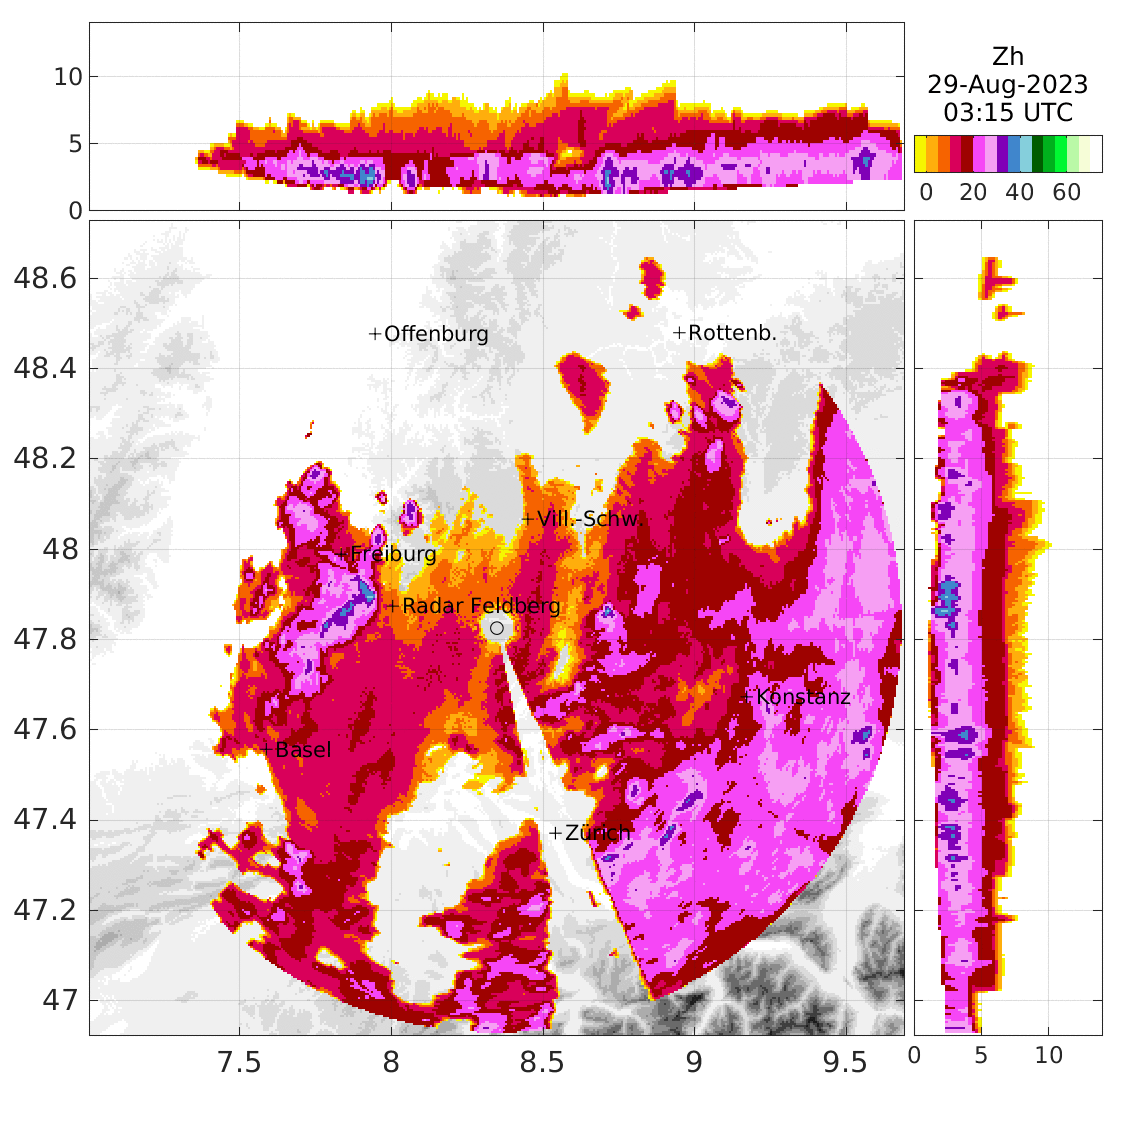 10
5
0
Zh
29-Aug-2023
03:15 UTC
0 20 40 60
48.6
48.4
48.2
48
47.8
47.6
47.4
47.2
47
+Offenburg
+Rottenb.
+Vill.-Schw.
+Freiburg
+Radar Feldberg
+Konstanz
+Basel
+Zürich
7.5 8 8.5 9 9.5
0 5 10